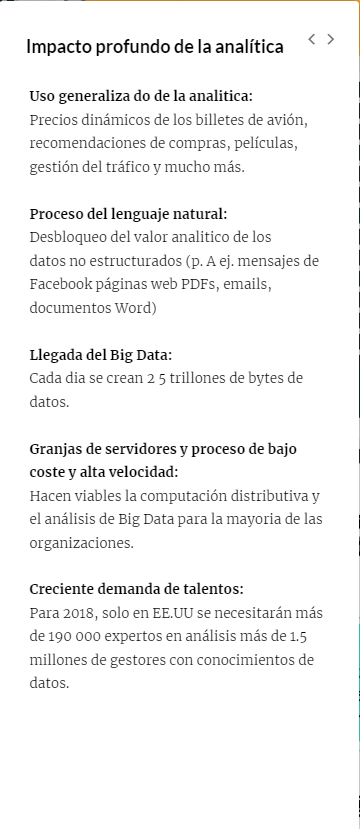 Impacto profundo de la analítica
Uso generaliza do de la analitica:
Precios dinámicos de los billetes de avión,
recomendaciones de compras, películas,
gestión del tráfico y mucho más.
Proceso del lenguaje natural:
Desbloqueo del valor analitico de los
datos no estructurados (p. A ej. mensajes de
Facebook páginas web PDFs, emails,
documentos Word)
Llegada del Big Data:
Cada dia se crean 2 5 trillones de bytes de
datos.
Granjas de servidores y proceso de bajo
coste y alta velocidad:
Hacen viables la computación distributiva y
el análisis de Big Data para la mayoria de las
organizaciones.
Creciente demanda de talentos:
Para 2018, solo en EE.UU se necesitarán más
de 190 000 expertos en análisis más de 1.5
millones de gestores con conocimientos de
datos.